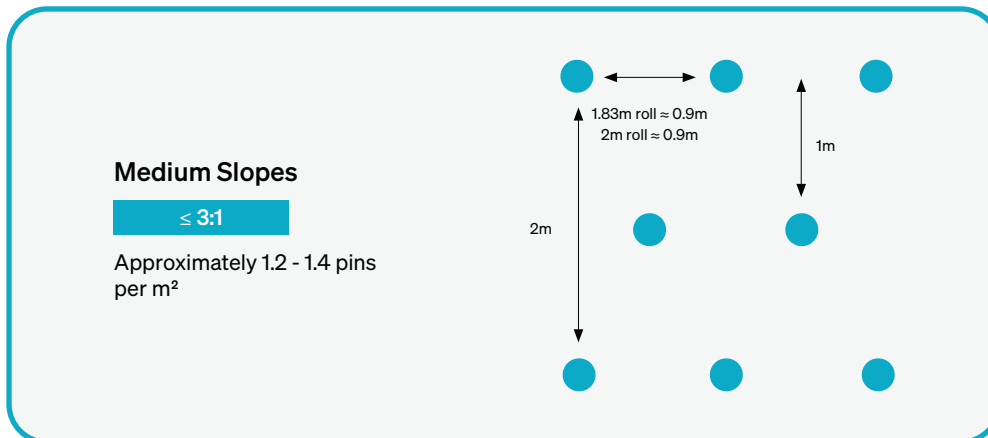 1.83m roll ≈ 0.9m
2m roll ≈ 0.9m
1m
Medium Slopes
≤ 3:1
2m
Approximately 1.2 - 1.4 pins
per m²